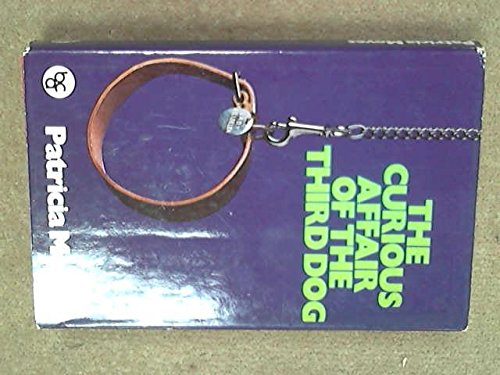 THE
CURIOUS
AFFAIR
OF THE
THIRD DOG
Patricia